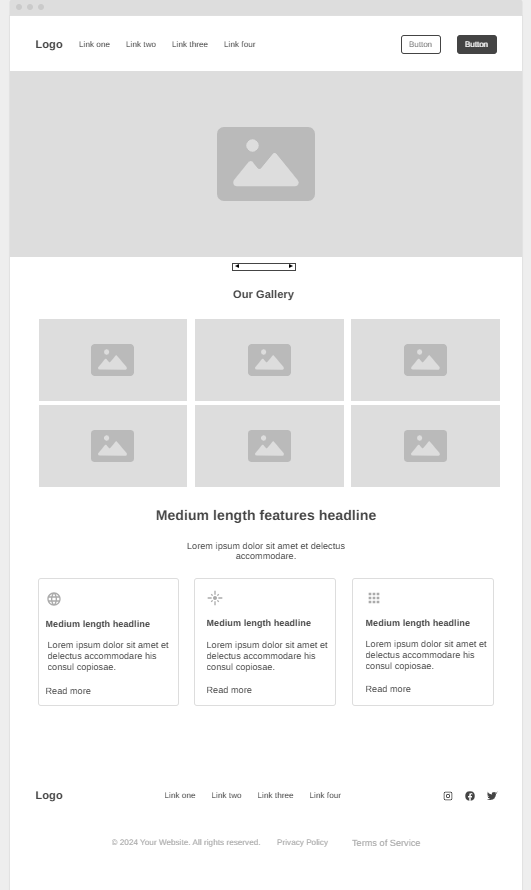 Logo Link one Link two Link three Link four Button Button
Our Gallery
Medium length features headline
Lorem ipsum dolor sit amet et delectus
accommodare.
Medium length headline
Lorem ipsum dolor sit amet et
delectus accommodare his
consul copiosae.
Read more
Medium length headline
Lorem ipsum dolor sit amet et
delectus accommodare his
consul copiosae.
Read more
Medium length headline
Lorem ipsum dolor sit amet et
delectus accommodare his
consul copiosae.
Read more
Logo Link one Link two Link three Link four
© 2024 Your Website. All rights reserved. Privacy Policy Terms of Service